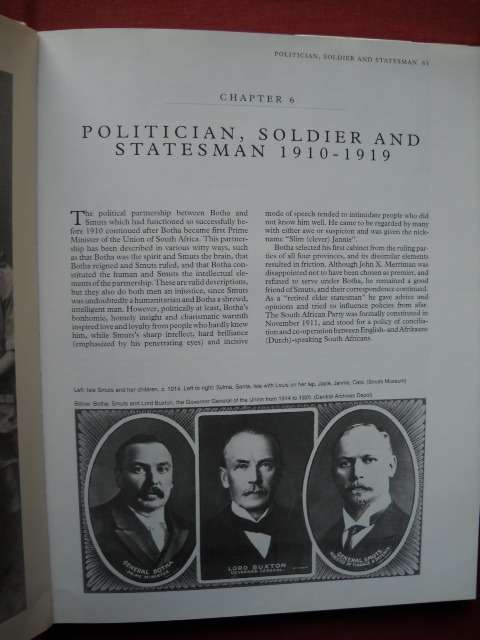 POLITICIAN, SOLDIER AND STATESMAN 63
CHAPTER 6
POLITICIAN, SOLDIER AND
STATESMAN 1910-1919
The political partnership between Botha and
Smuts which had functioned so successfully be-
fore 1910 continued after Botha became first Prime
Minister of the Union of South Africa. This partner-
ship has been described in various witty ways, such
as that Botha was the spirit and Smuts the brain, that
Botha reigned and Smuts ruled, and that Botha con-
stituted the human and Smuts the intellectual ele-
ments of the partnership. These are valid descriptions,
but they also do both men an injustice, since Smuts
was undoubtedly a humanitarian and Botha a shrewd,
intelligent man. However, politically at least, Botha's
bonhomie, homely insight and charismatic warmth
inspired love and loyalty from people who hardly knew
him, while Smuts's sharp intellect, hard brilliance
(emphasized by his penetrating eyes) and incisive
mode of speech tended to intimidate people who did
not know him well. He came to be regarded by many
with either awe or suspicion and was given the nick-
name "Slim (clever) Jannie".
Botha selected his first cabinet from the ruling par-
ties of all four provinces, and its dissimilar elements
resulted in friction. Although John X. Merriman was
disappointed not to have been chosen as premier, and
refused to serve under Botha, he remained a good
friend of Smuts, and their correspondence continued.
As a "retired elder statesman" he gave advice and
opinions and tried to influence policies from afar.
The South African Party was formally constituted in
November 1911, and stood for a policy of concilia-
tion and co-operation between English- and Afrikaans
(Dutch)-speaking South Africans.
Left: Isie Smuts and her children, c. 1914. Left to right: Sylma, Santa, Isie with Louis on her lap, Japie, Jannie, Cato. (Smuts Museum)
Below: Botha, Smuts and Lord Buxton, the Governor General of the Union from 1914 to 1920. (Central Archives Depot)
GENERAL BOTHA
PRIME MINISTER
LORD BUXTON
GOVERNOR GENERAL
GENERAL SMUTS
MINISTER OF FINANCE & DEFENCE